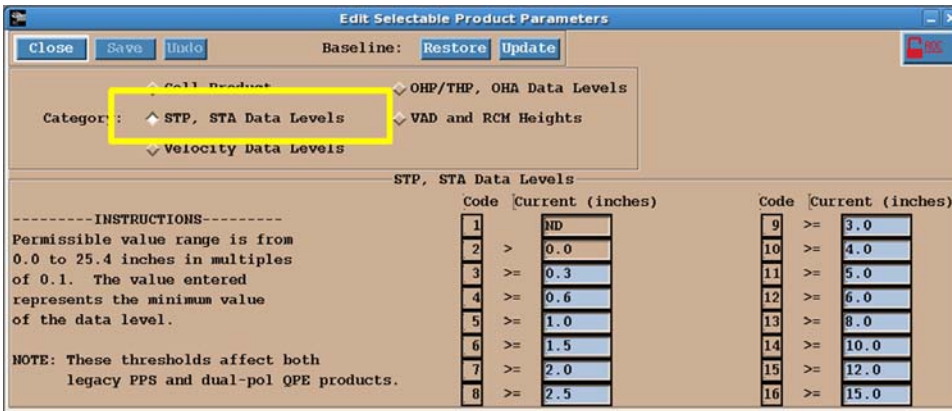 Edit Selectable Product Parameters
Close Save Undo Baseline: Restore Update ROC
Cell Product OHP/THP, OHA Data Levels
Category: STP, STA Data Levels VAD and RCM Heights
Velocity Data Levels
STP, STA Data Levels
Code Current (inches) Code Current (inches)
---------INSTRUCTIONS---------
Permissible value range is from
0.0 to 25.4 inches in multiples
of 0.1. The value entered
represents the minimum value
of the data level.
NOTE: These thresholds affect both
legacy PPS and dual-pol QPE products.
1 ND
2 > 0.0
3 >= 0.3
4 >= 0.6
5 >= 1.0
6 >= 1.5
7 >= 2.0
8 >= 2.5
9 >= 3.0
10 >= 4.0
11 >= 5.0
12 >= 6.0
13 >= 8.0
14 >= 10.0
15 >= 12.0
16 >= 15.0